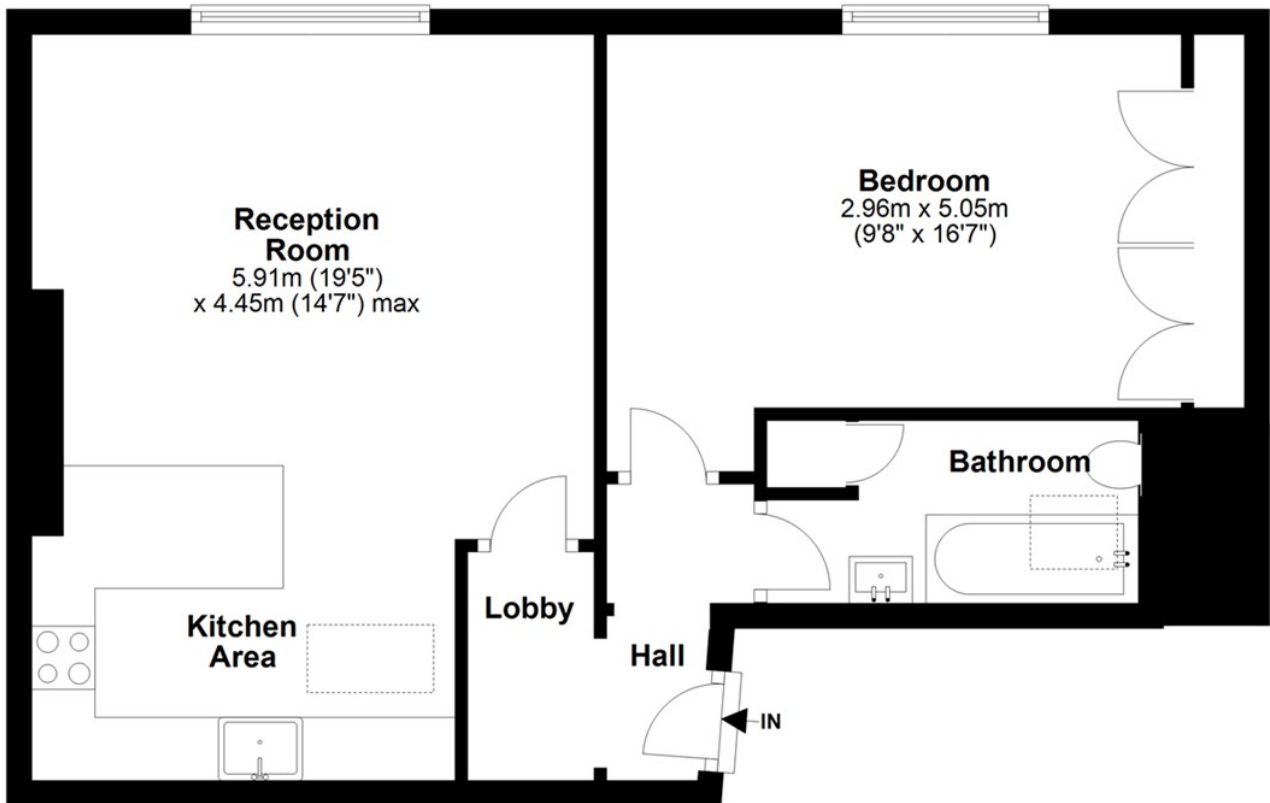 Reception
Room
5.91m (19'5")
x 4.45m (14'7") max
Bedroom
2.96m x 5.05m
(9'8" x 16'7")
Bathroom
Lobby
Kitchen
Area
Hall
IN